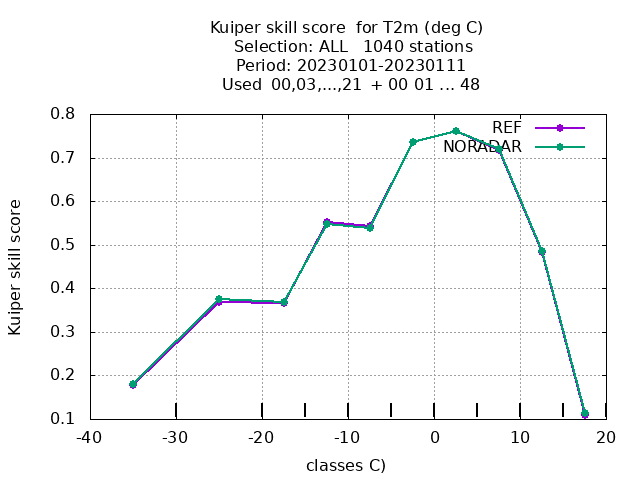 Kuiper skill score for T2m (deg C)
Selection: ALL 1040 stations
Period: 20230101-20230111
Used 00,03,...,21 + 00 01 ... 48
REF
NORADAR
Kuiper skill score
0.8
0.7
0.6
0.5
0.4
0.3
0.2
0.1
-40 -30 -20 -10 0 10 20
classes C)